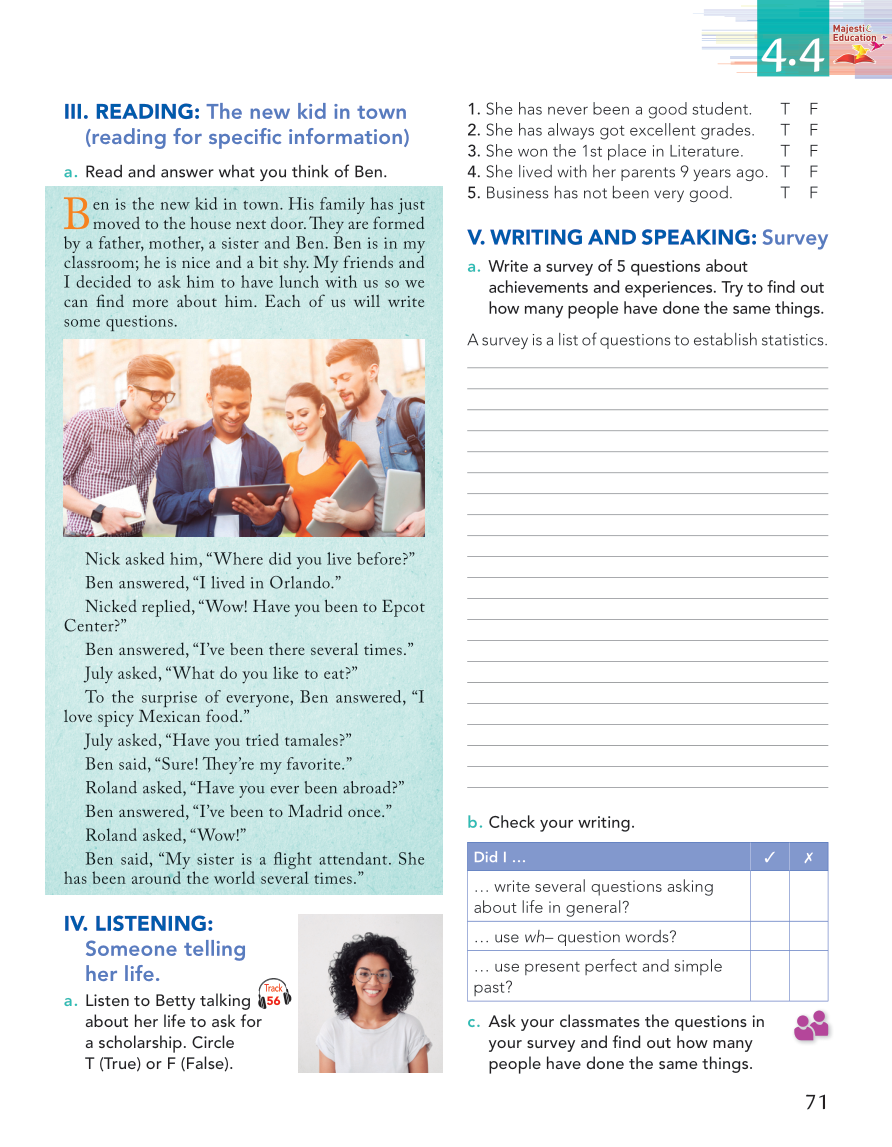 4.4
Majestic
Education
III. READING: The new kid in town
(reading for specific information)
a. Read and answer what you think of Ben.
Ben is the new kid in town. His family has just
moved to the house next door. They are formed
by a father, mother, a sister and Ben. Ben is in my
classroom; he is nice and a bit shy. My friends and
I decided to ask him to have lunch with us so we
can find more about him. Each of us will write
some questions.
Nick asked him, “Where did you live before?”
Ben answered, “I lived in Orlando.”
Nicked replied, “Wow! Have you been to Epcot
Center?”
Ben answered, “I’ve been there several times.”
July asked, “What do you like to eat?”
To the surprise of everyone, Ben answered, “I
love spicy Mexican food.”
July asked, “Have you tried tamales?”
Ben said, “Sure! They’re my favorite.”
Roland asked, “Have you ever been abroad?”
Ben answered, “I’ve been to Madrid once.”
Roland asked, “Wow!”
Ben said, “My sister is a flight attendant. She
has been around the world several times.”
IV. LISTENING:
Someone telling
her life.
a. Listen to Betty talking
about her life to ask for
a scholarship. Circle
T (True) or F (False).
Track
56
1. She has never been a good student. T F
2. She has always got excellent grades. T F
3. She won the 1st place in Literature. T F
4. She lived with her parents 9 years ago. T F
5. Business has not been very good. T F
V. WRITING AND SPEAKING: Survey
a. Write a survey of 5 questions about
achievements and experiences. Try to find out
how many people have done the same things.
A survey is a list of questions to establish statistics.
b. Check your writing.
Did I … ✓ ✗
… write several questions asking
about life in general?
… use wh– question words?
… use present perfect and simple
past?
c. Ask your classmates the questions in
your survey and find out how many
people have done the same things.
71